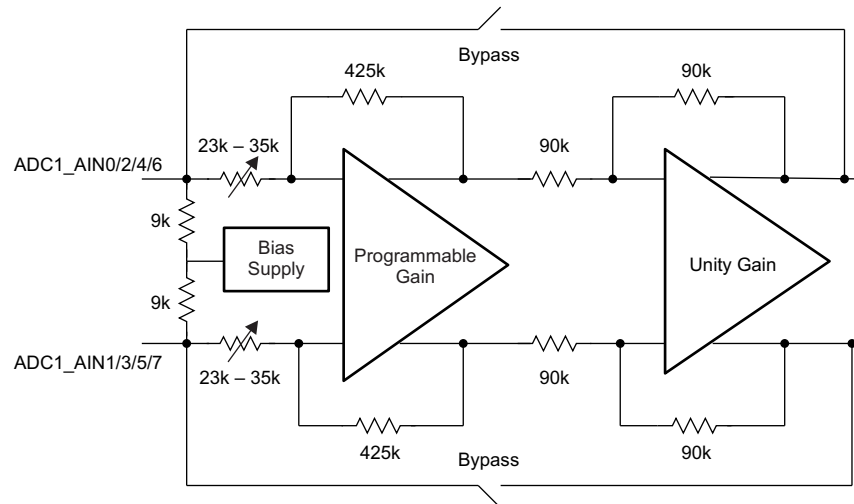 Bypass
425k
90k
23k – 35k
90k
ADC1_AIN0/2/4/6
9k
Bias
Supply
Programmable
Gain
Unity Gain
9k
ADC1_AIN1/3/5/7
23k – 35k
90k
425k
90k
Bypass